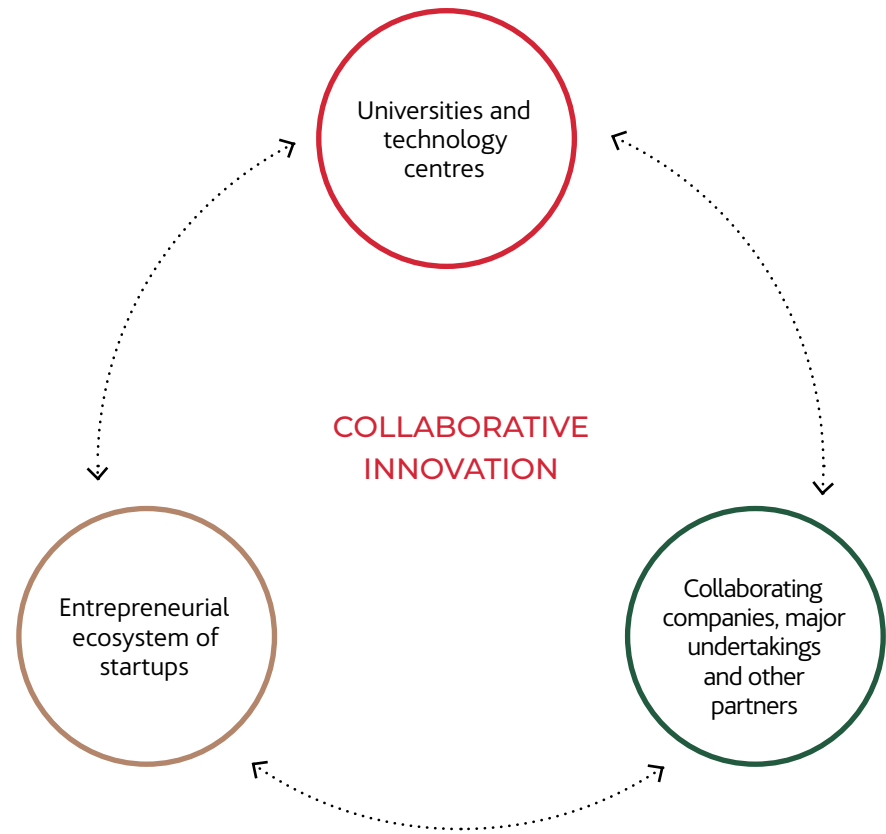 Universities and
technology
centres
COLLABORATIVE
INNOVATION
Entrepreneurial
ecosystem of
startups
Collaborating
companies, major
undertakings
and other
partners